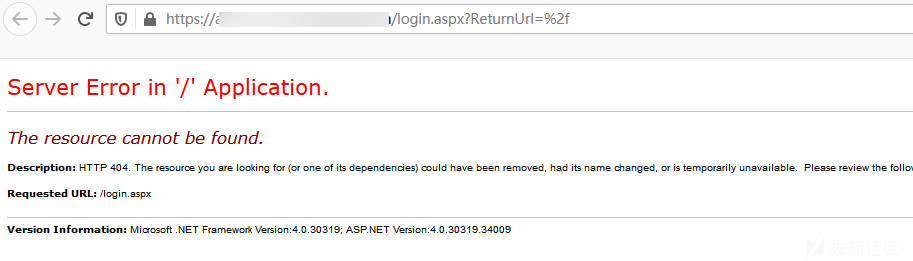 https://a
/login.aspx?ReturnUrl=%2f
Server Error in '/' Application.
The resource cannot be found.
Description: HTTP 404. The resource you are looking for (or one of its dependencies) could have been removed, had its name changed, or is temporarily unavailable.  Please review the follow
Requested URL: /login.aspx
Version Information: Microsoft .NET Framework Version:4.0.30319; ASP.NET Version:4.0.30319.34009
先知社区